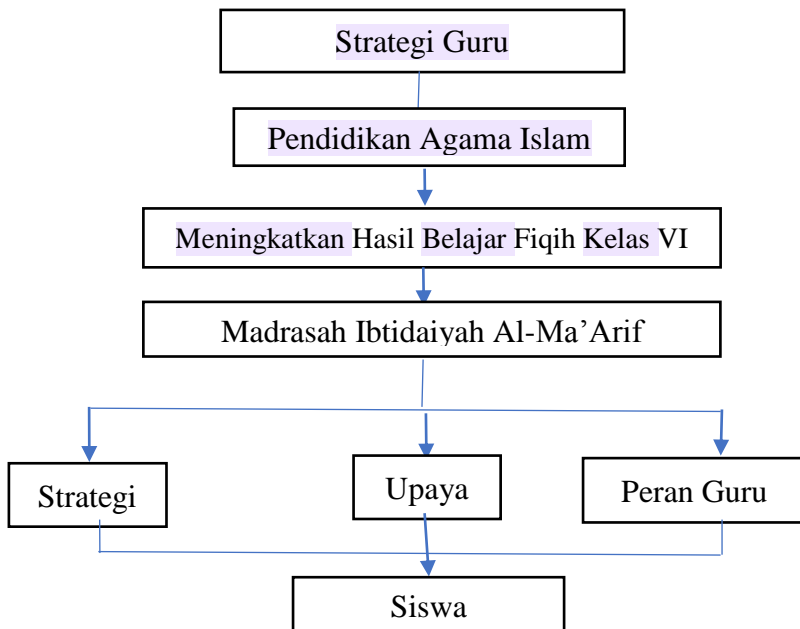 Strategi Guru
Pendidikan Agama Islam
Meningkatkan Hasil Belajar Fiqih Kelas VI
Madrasah Ibtidaiyah Al-Ma’Arif
Strategi
Upaya
Peran Guru
Siswa